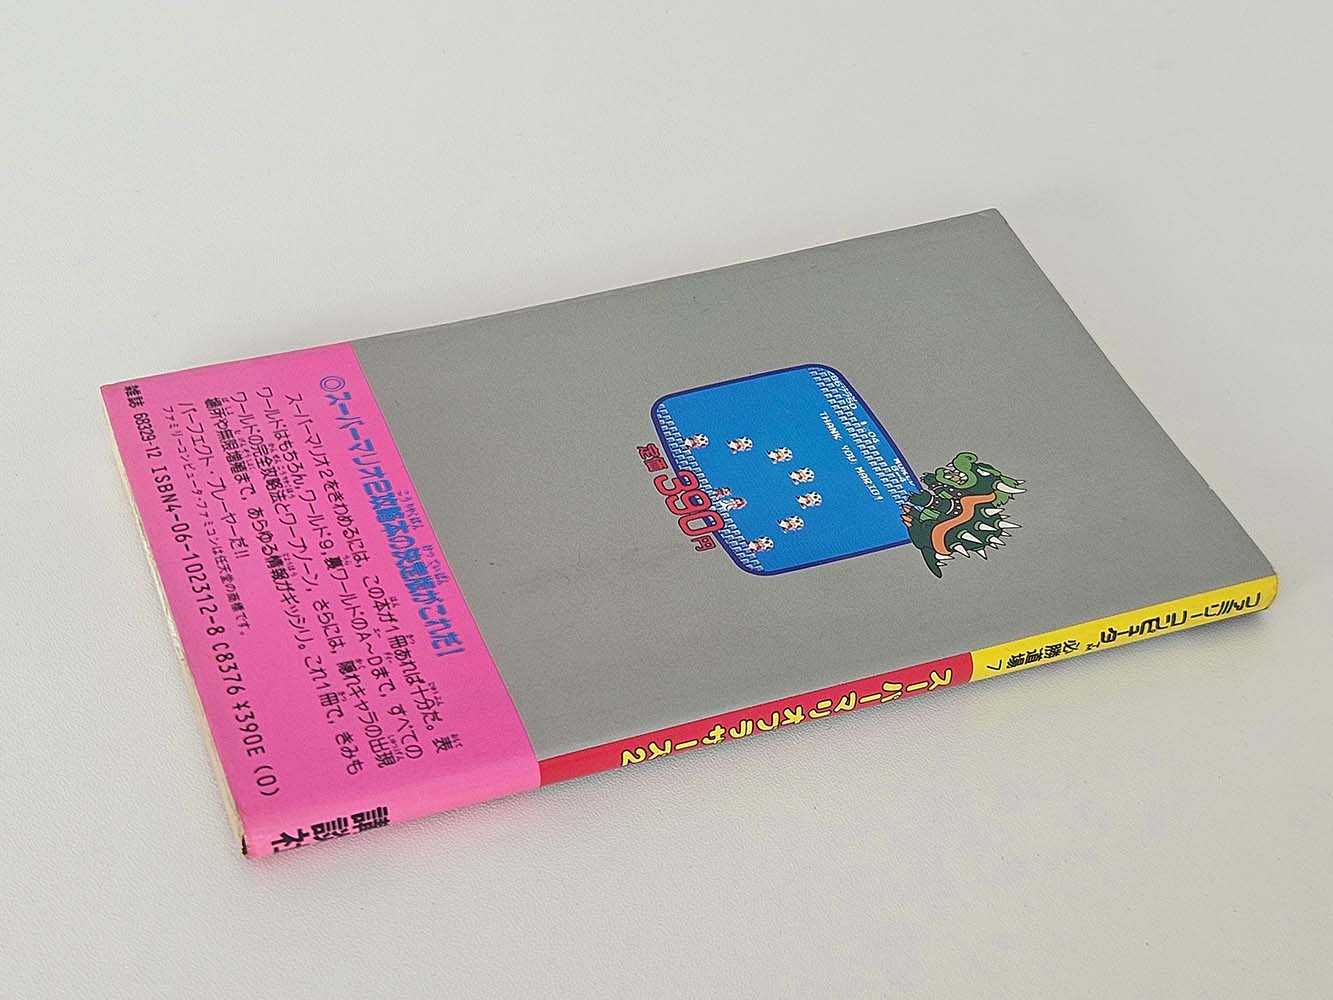 ◎スーパーマリオ2攻略本の決定版がこれだ!
スーパーマリオ2をきわめるには、この本が1冊あれば十分だ。表
ワールドはもちろん、ワールド9、裏ワールドのA～Dまで、すべての
ワールドの完全攻略法とワープゾーン、さらには、隠れキャラの出現
場所や無限増殖まで、あらゆる情報がギッシリ。これ1冊で、きみも
パーフェクト・プレーヤーだ!!
ファミリーコンピュータ・ファミコンは任天堂の商標です。
雑誌 68329-12 ISBN4-06-102312-8 C8376 ¥390E (0)
講談社
定価390円
THANK YOU MARIO!
ファミリーコンピュータ™ 必勝道場7
スーパーマリオブラザーズ2